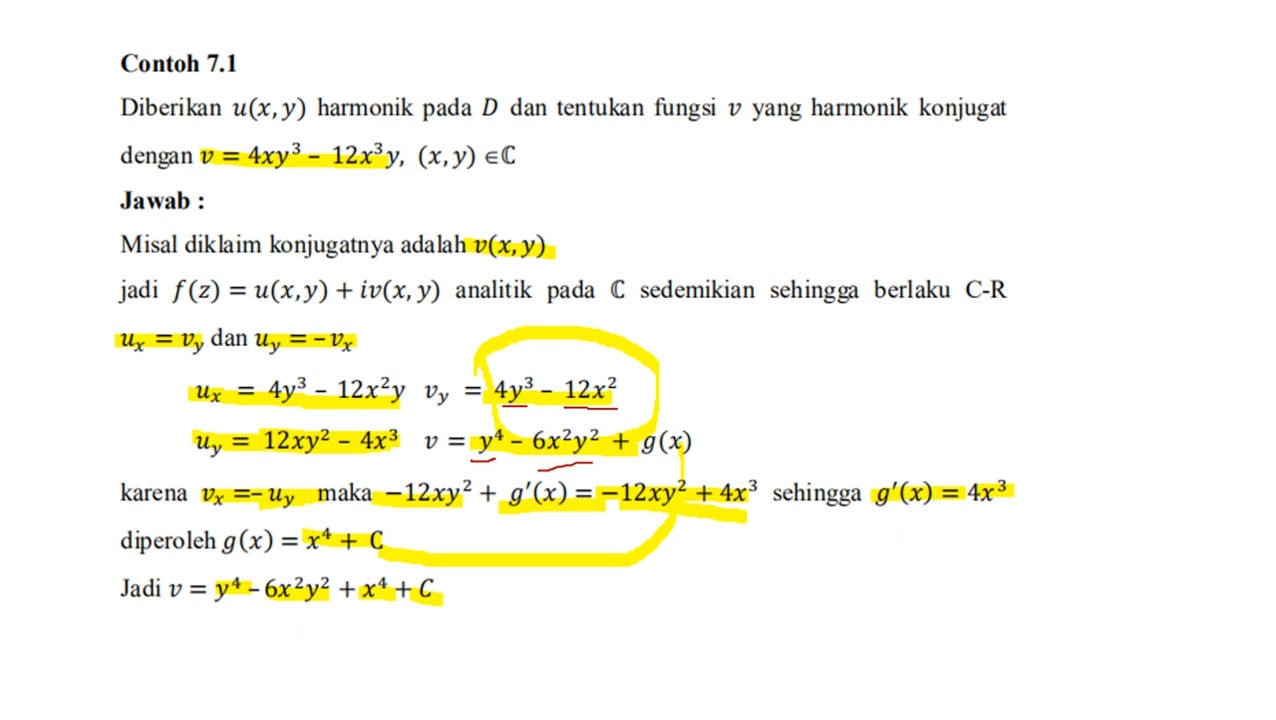 Contoh 7.1
Diberikan u(x, y) harmonik pada D dan tentukan fungsi v yang harmonik konjugat
dengan v = 4xy³ − 12x³y, (x, y) ∈ℂ
Jawab :
Misal diklaim konjugatnya adalah v(x, y)
jadi f(z) = u(x, y) + iv(x, y) analitik pada ℂ sedemikian sehingga berlaku C-R
uₓ = v_y dan u_y = −vₓ
uₓ = 4y³ − 12x²y v_y = 4y³ − 12x²
u_y = 12xy² − 4x³ v = y⁴ − 6x²y² + g(x)
karena vₓ =− u_y maka −12xy² + g′(x) = −12xy² + 4x³ sehingga g′(x) = 4x³
diperoleh g(x) = x⁴ + C
Jadi v = y⁴ − 6x²y² + x⁴ + C